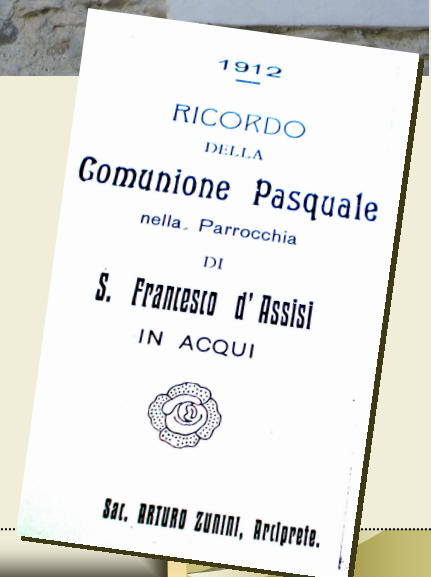 1912
RICORDO
DELLA
Comunione Pasquale
nella Parrocchia
DI
S. Francesco d' Assisi
IN ACQUI
Sac. ARTURO ZUNINI, Arciprete.